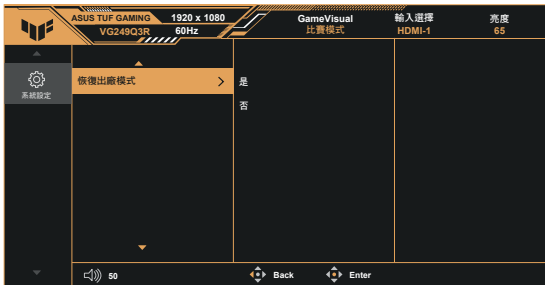 ASUS TUF GAMING
VG249Q3R
1920 x 1080
60Hz
GameVisual
比賽模式
輸入選擇
HDMI-1
亮度
65
系統設定
恢復出廠模式
是
否
50
Back
Enter